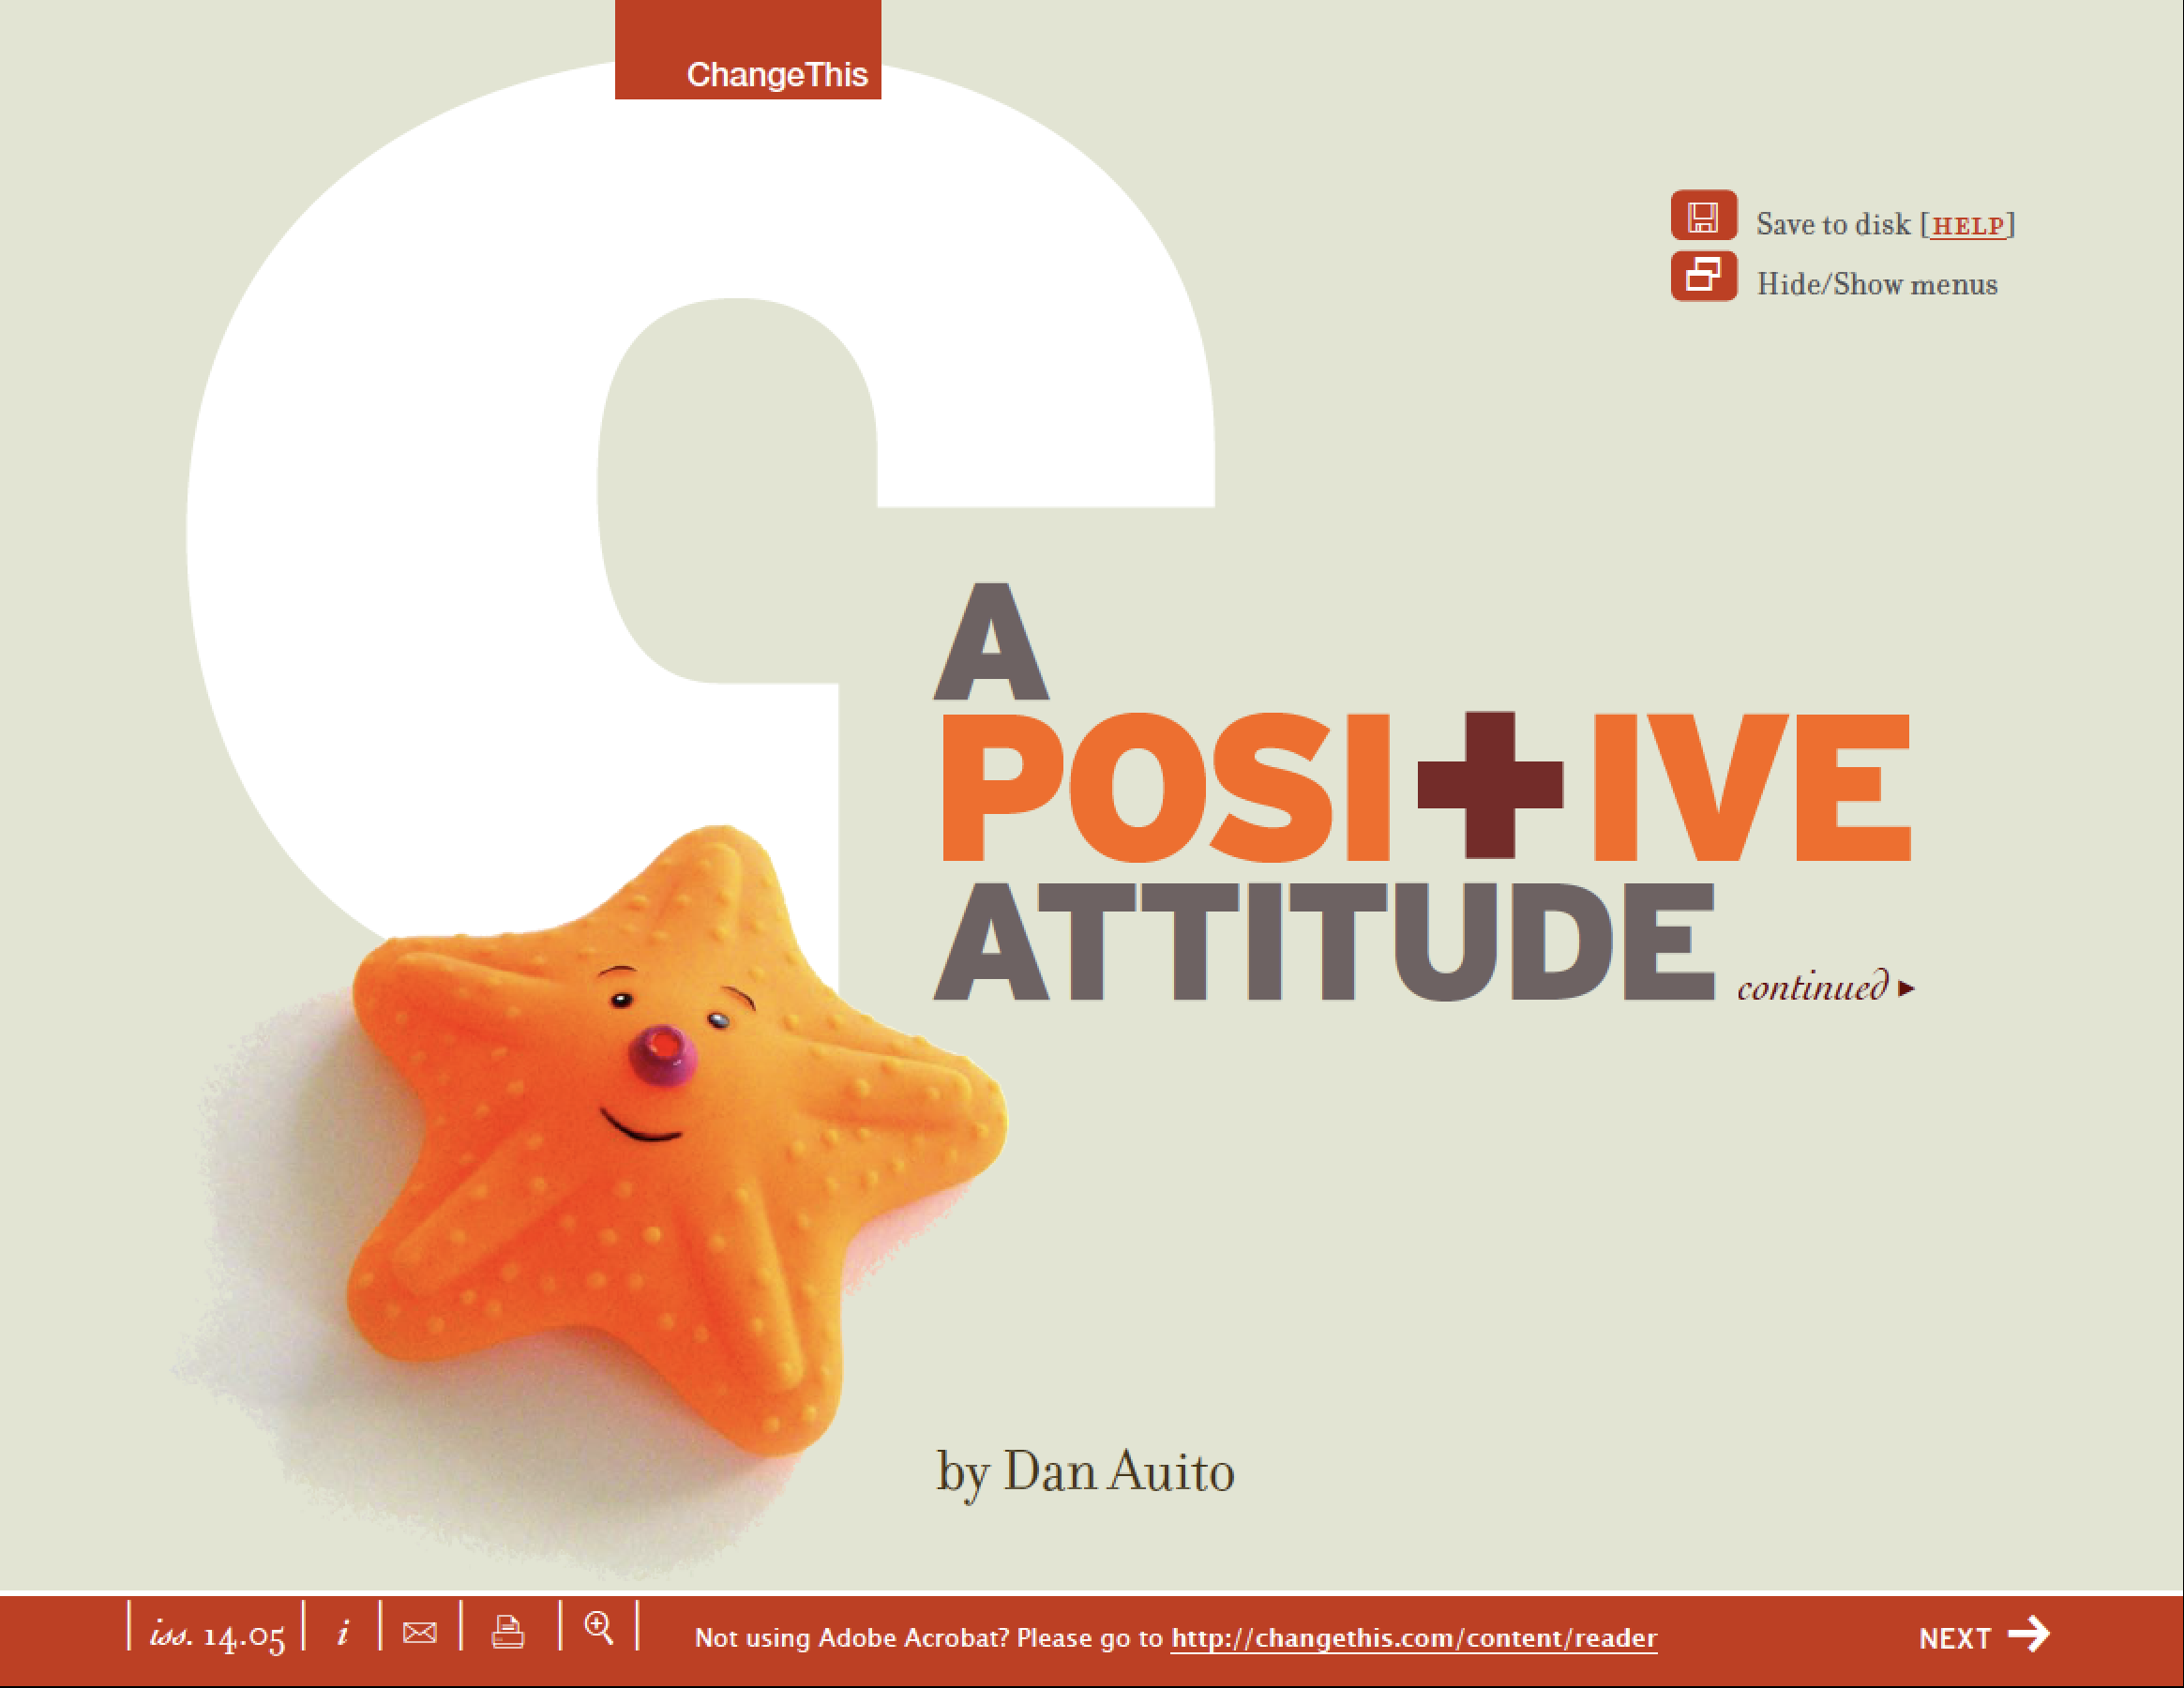 ChangeThis
Save to disk [HELP]
Hide/Show menus
A
POSI+IVE
ATTITUDE continued ▸
by Dan Auito
iss. 14.05 | i
Not using Adobe Acrobat? Please go to http://changethis.com/content/reader
NEXT →